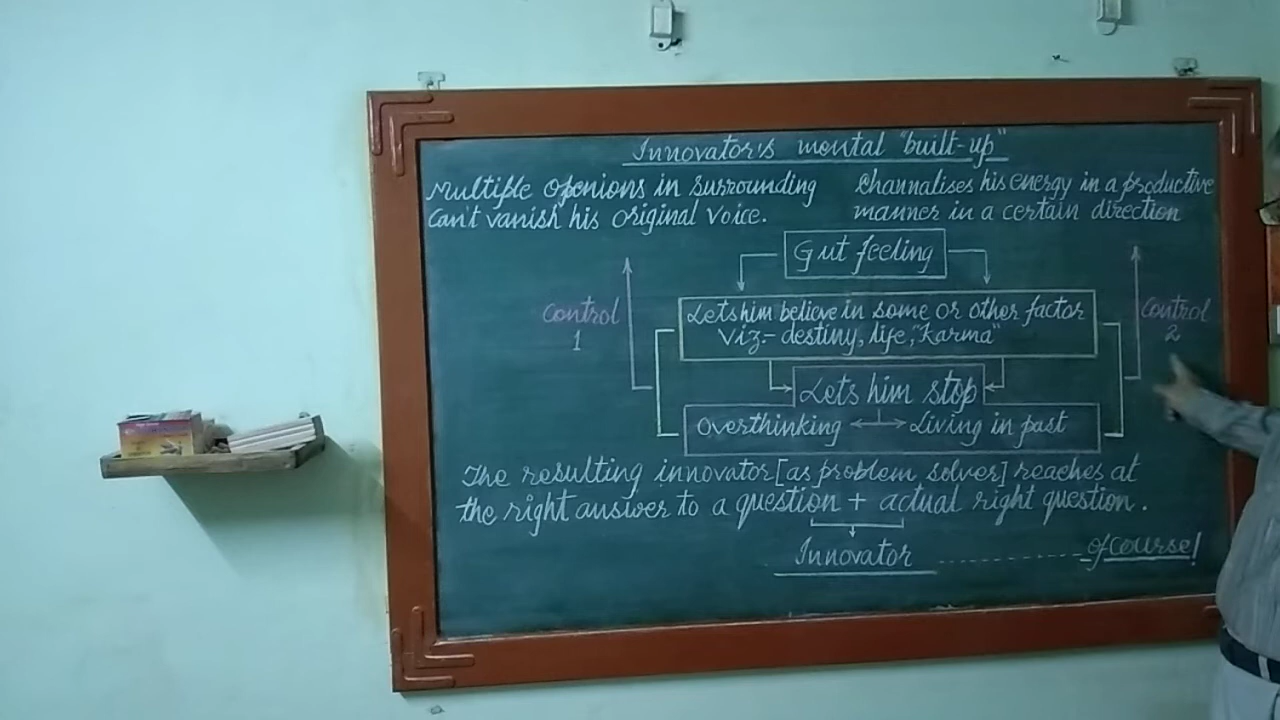 Innovator's mental "built-up"
Multiple openions in surrounding
can't vanish his original voice.
Channalises his energy in a productive
manner in a certain direction
Gut feeling
Control
1
Lets him believe in some or other factor
viz.- destiny, life, "Karma"
Control
2
Lets him stop
Overthinking ←→ Living in past
The resulting innovator [as problem solver] reaches at
the right answer to a question + actual right question.
Innovator ------------ of course!